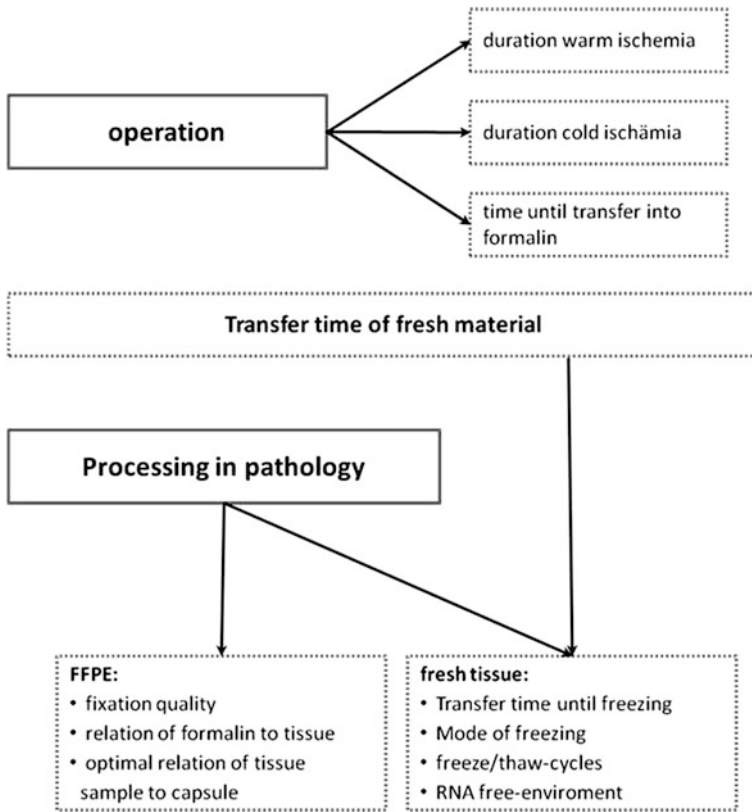 duration warm ischemia
operation
duration cold ischämia
time until transfer into
formalin
Transfer time of fresh material
Processing in pathology
FFPE:
• fixation quality
• relation of formalin to tissue
• optimal relation of tissue
sample to capsule
fresh tissue:
• Transfer time until freezing
• Mode of freezing
• freeze/thaw-cycles
• RNA free-enviroment